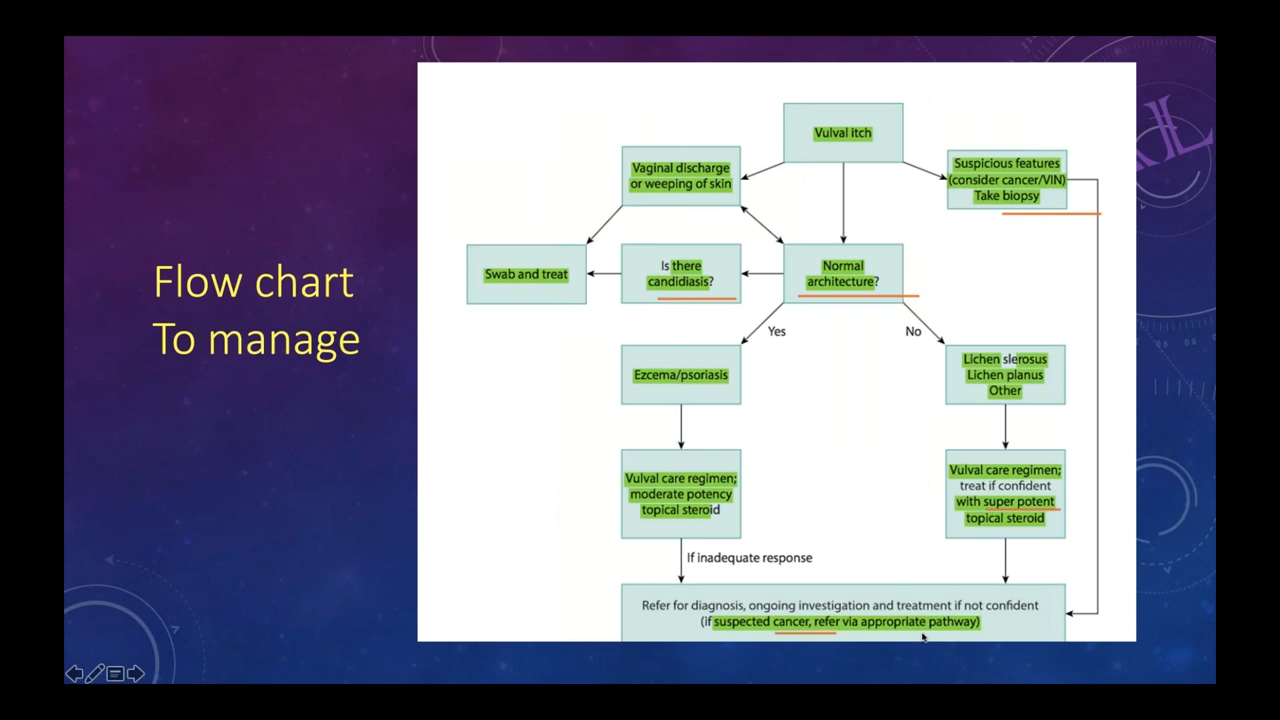 Flow chart
To manage
Vulval itch
Vaginal discharge
or weeping of skin
Suspicious features
(consider cancer/VIN)
Take biopsy
Swab and treat
Is there
candidiasis?
Normal
architecture?
Yes
No
Ezcema/psoriasis
Lichen slerosus
Lichen planus
Other
Vulval care regimen;
moderate potency
topical steroid
Vulval care regimen;
treat if confident
with super potent
topical steroid
If inadequate response
Refer for diagnosis, ongoing investigation and treatment if not confident
(if suspected cancer, refer via appropriate pathway)